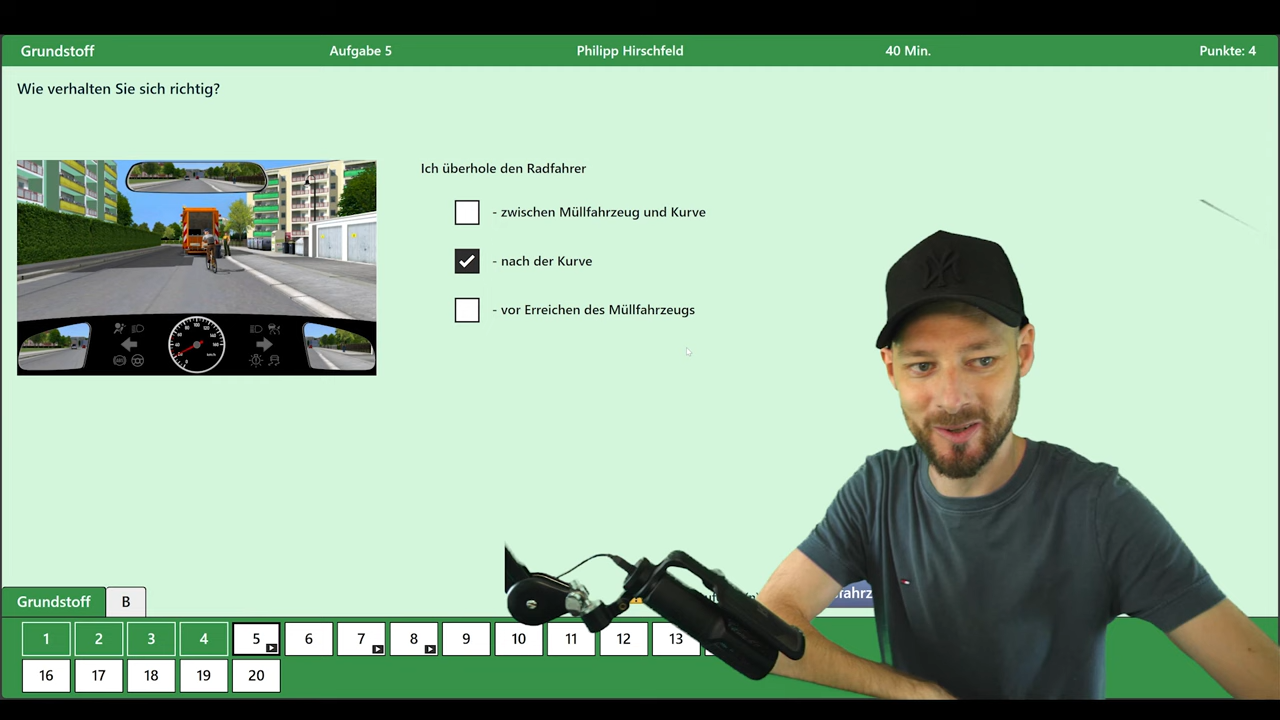 Grundstoff
Aufgabe 5
Philipp Hirschfeld
40 Min.
Punkte: 4
Wie verhalten Sie sich richtig?
Ich überhole den Radfahrer
- zwischen Müllfahrzeug und Kurve
- nach der Kurve
- vor Erreichen des Müllfahrzeugs
Grundstoff
B
1
2
3
4
5
6
7
8
9
10
11
12
13
16
17
18
19
20